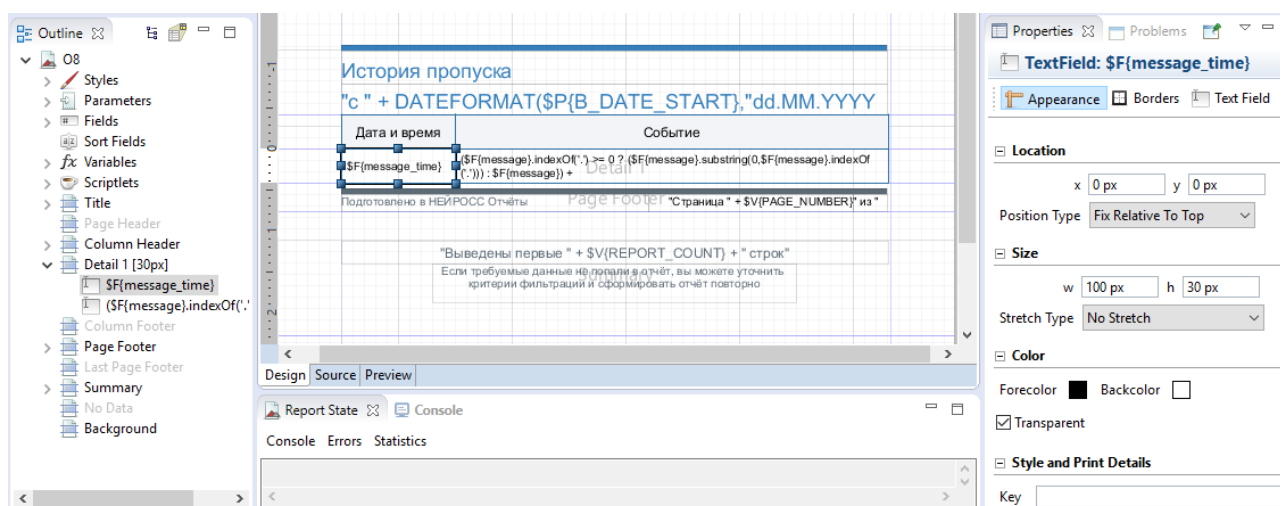 Outline
O8
Styles
Parameters
Fields
Sort Fields
Variables
Scriptlets
Title
Page Header
Column Header
Detail 1 [30px]
$F{message_time}
($F{message}.indexOf('.'
Column Footer
Page Footer
Last Page Footer
Summary
No Data
Background
История пропуска
"с " + DATEFORMAT($P{B_DATE_START},"dd.MM.YYYY
Дата и время Событие
$F{message_time}
($F{message}.indexOf('.') >= 0 ? ($F{message}.substring(0,$F{message}.indexOf
('.'))) : $F{message}) +
Detail 1
Подготовлено в НЕЙРОСС Отчёты Page Footer "Страница " + $V{PAGE_NUMBER}" из "
"Выведены первые " + $V{REPORT_COUNT} + " строк"
Если требуемые данные не попали в отчёт, вы можете уточнить
критерии фильтраций и сформировать отчёт повторно
Summary
Design Source Preview
Report State Console
Console Errors Statistics
Properties Problems
TextField: $F{message_time}
Appearance Borders Text Field
Location
x 0 px y 0 px
Position Type Fix Relative To Top
Size
w 100 px h 30 px
Stretch Type No Stretch
Color
Forecolor Backcolor
Transparent
Style and Print Details
Key